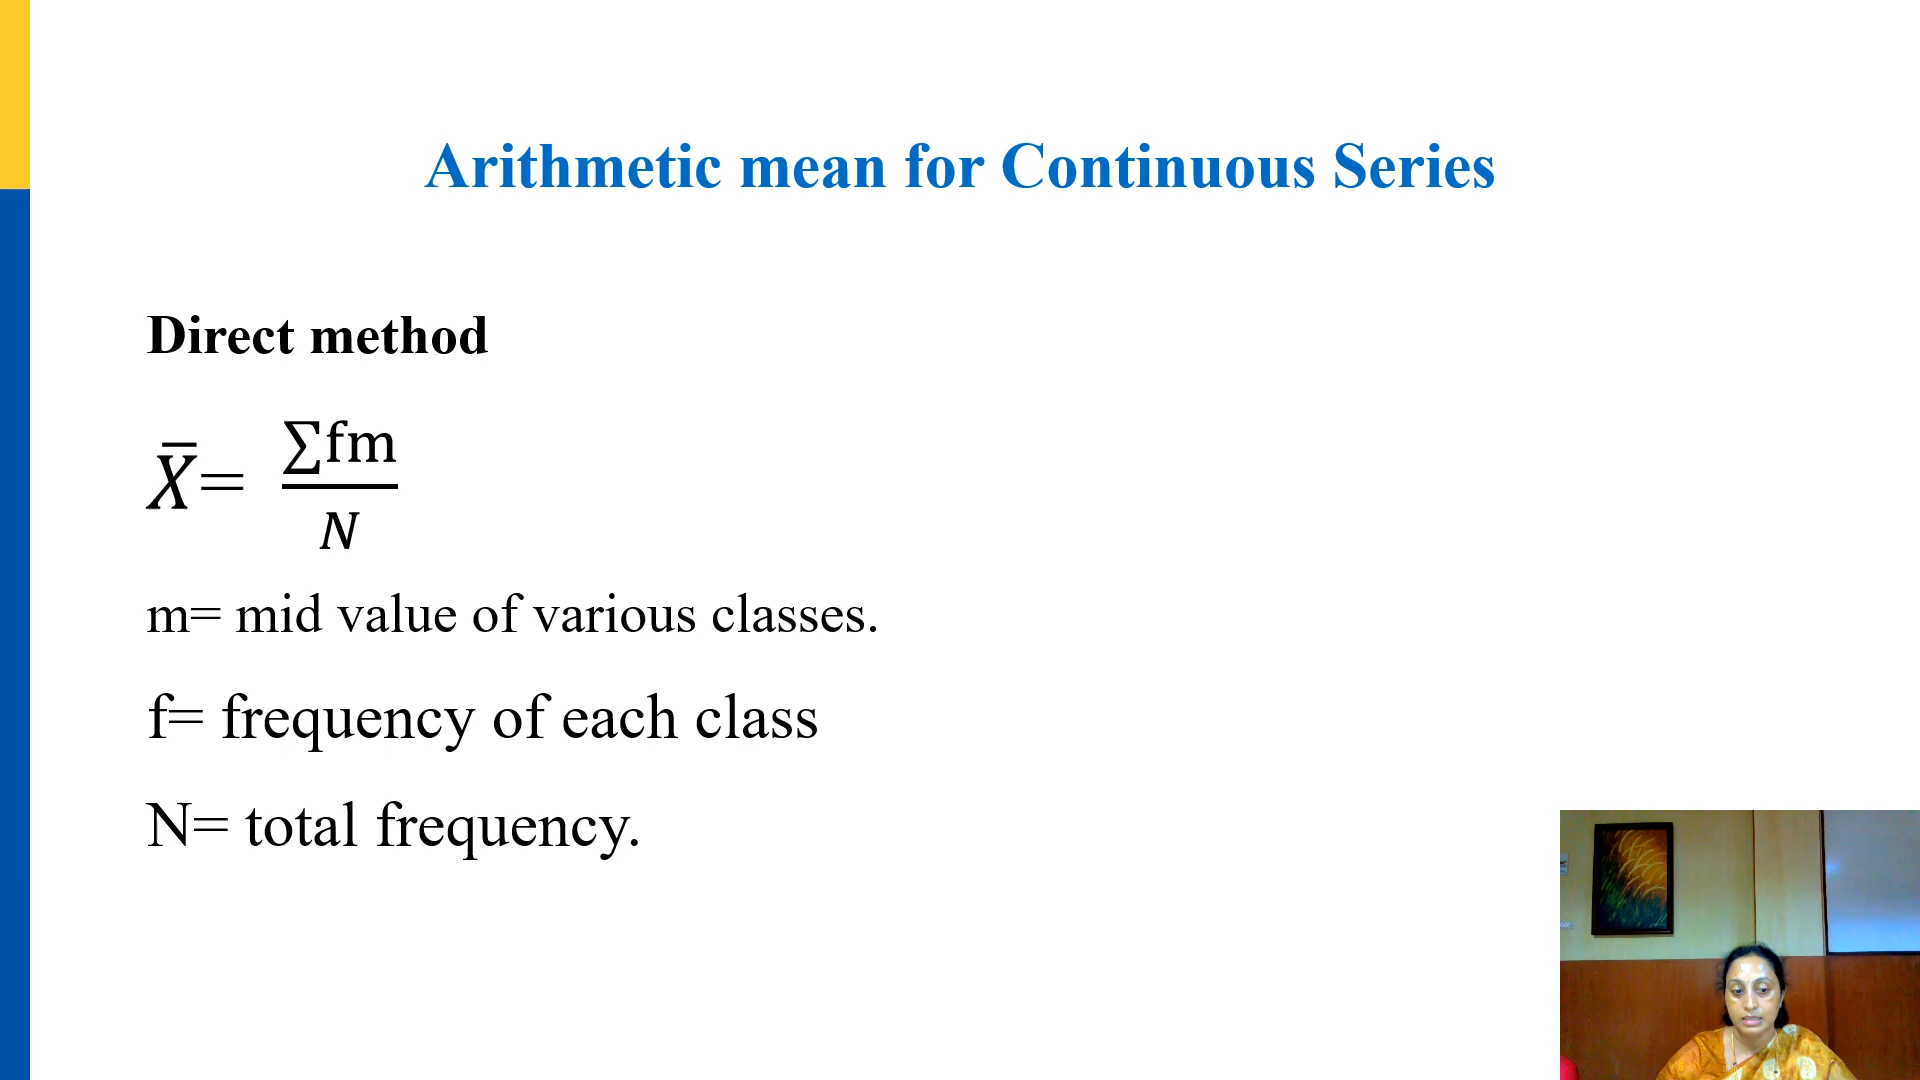 Arithmetic mean for Continuous Series
Direct method
X̅= ∑fm
N
m= mid value of various classes.
f= frequency of each class
N= total frequency.